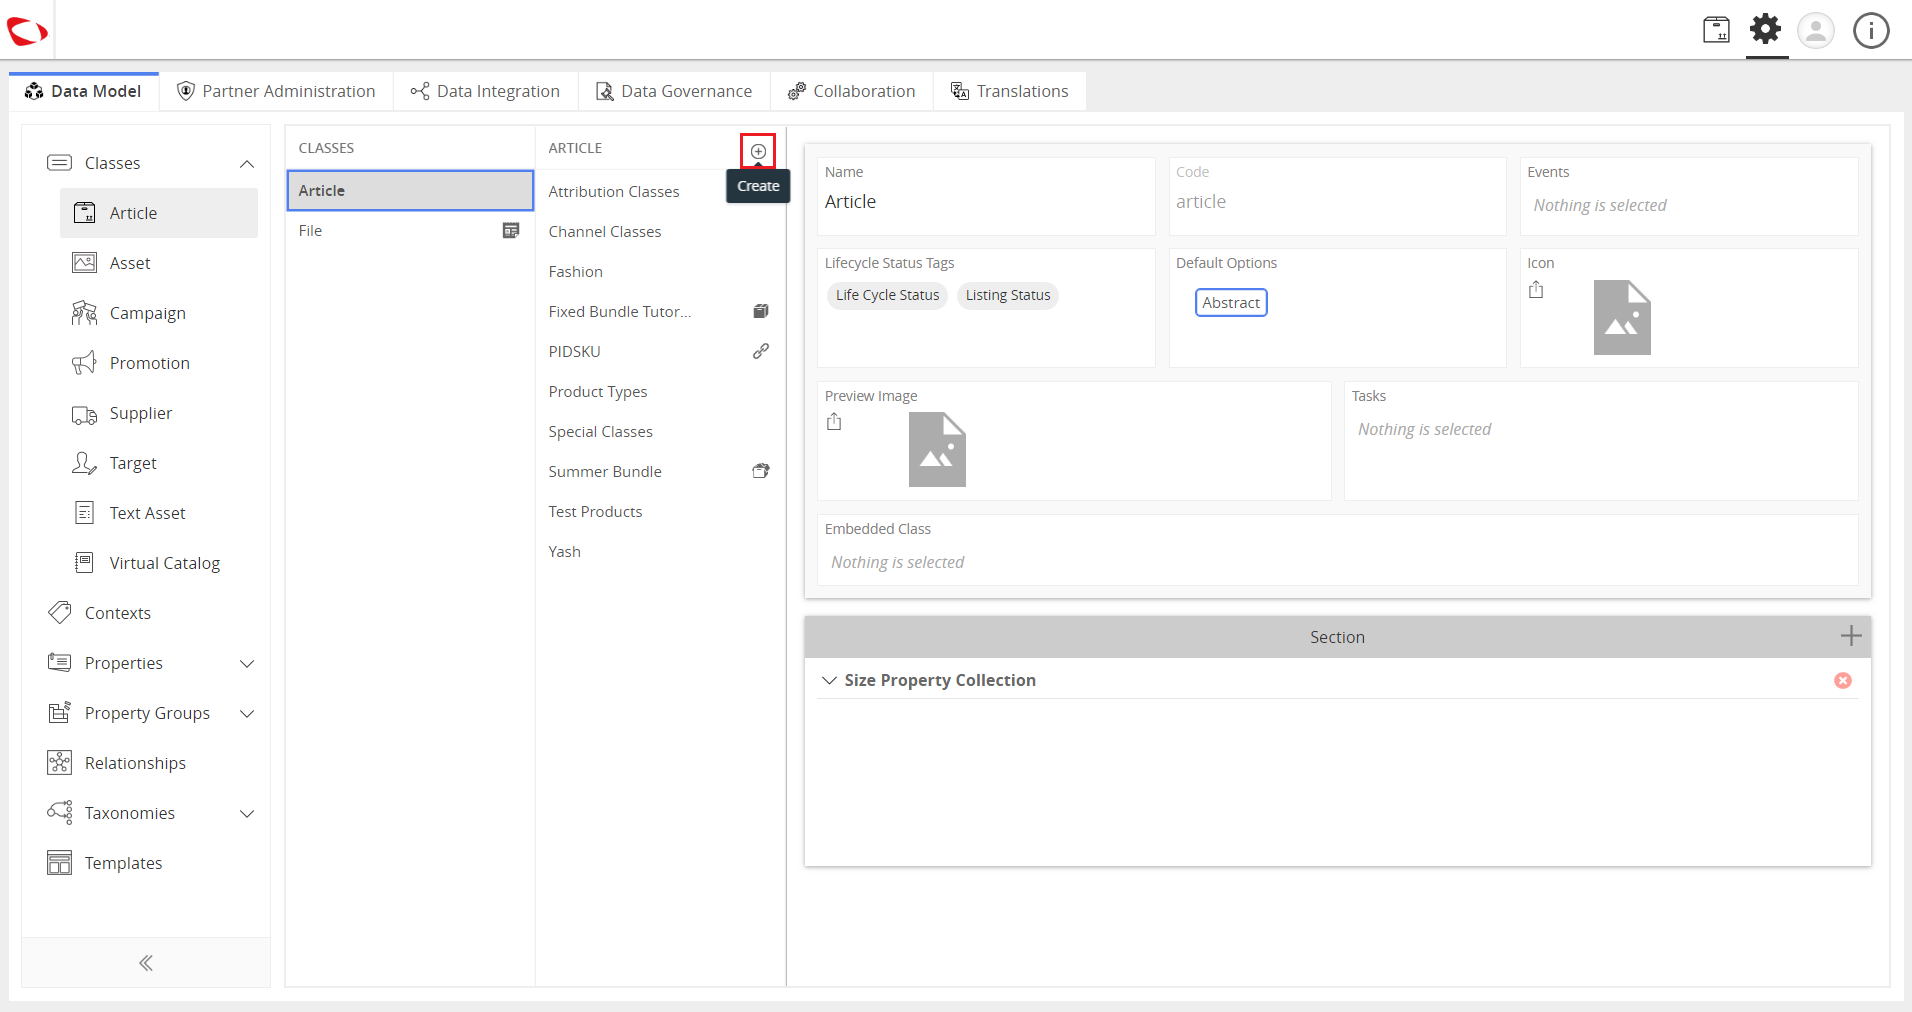 Data Model
Partner Administration
Data Integration
Data Governance
Collaboration
Translations
Classes
Article
Asset
Campaign
Promotion
Supplier
Target
Text Asset
Virtual Catalog
Contexts
Properties
Property Groups
Relationships
Taxonomies
Templates
CLASSES
Article
File
ARTICLE
Create
Attribution Classes
Channel Classes
Fashion
Fixed Bundle Tutor...
PIDSKU
Product Types
Special Classes
Summer Bundle
Test Products
Yash
Name
Article
Code
article
Events
Nothing is selected
Lifecycle Status Tags
Life Cycle Status
Listing Status
Default Options
Abstract
Icon
Preview Image
Tasks
Nothing is selected
Embedded Class
Nothing is selected
Section
Size Property Collection